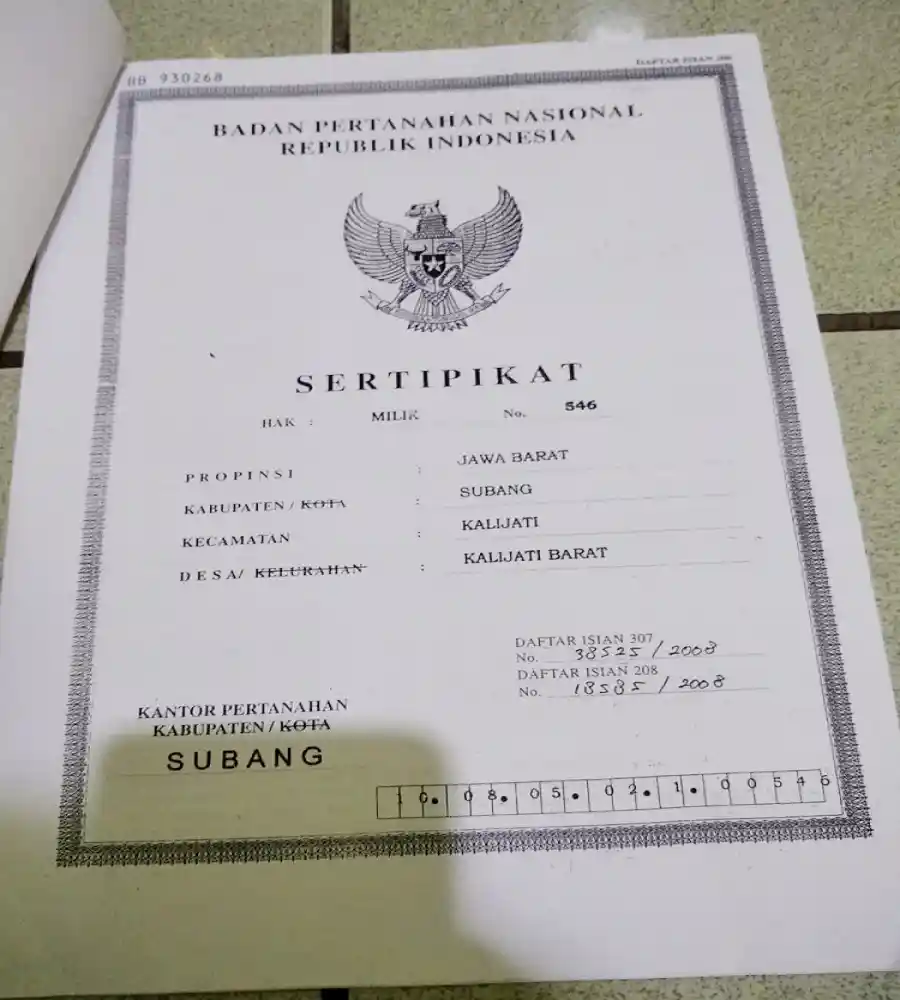 BB 930268
DAFTAR ISIAN 206
BADAN PERTANAHAN NASIONAL
REPUBLIK INDONESIA
SERTIPIKAT
HAK : MILIK No. 546
PROPINSI : JAWA BARAT
KABUPATEN / KOTA : SUBANG
KECAMATAN : KALIJATI
DESA/ KELURAHAN : KALIJATI BARAT
DAFTAR ISIAN 307
No. 38525 / 2008
DAFTAR ISIAN 208
No. 18585 / 2008
KANTOR PERTANAHAN
KABUPATEN / KOTA
SUBANG
10.08.05.02.1.00546